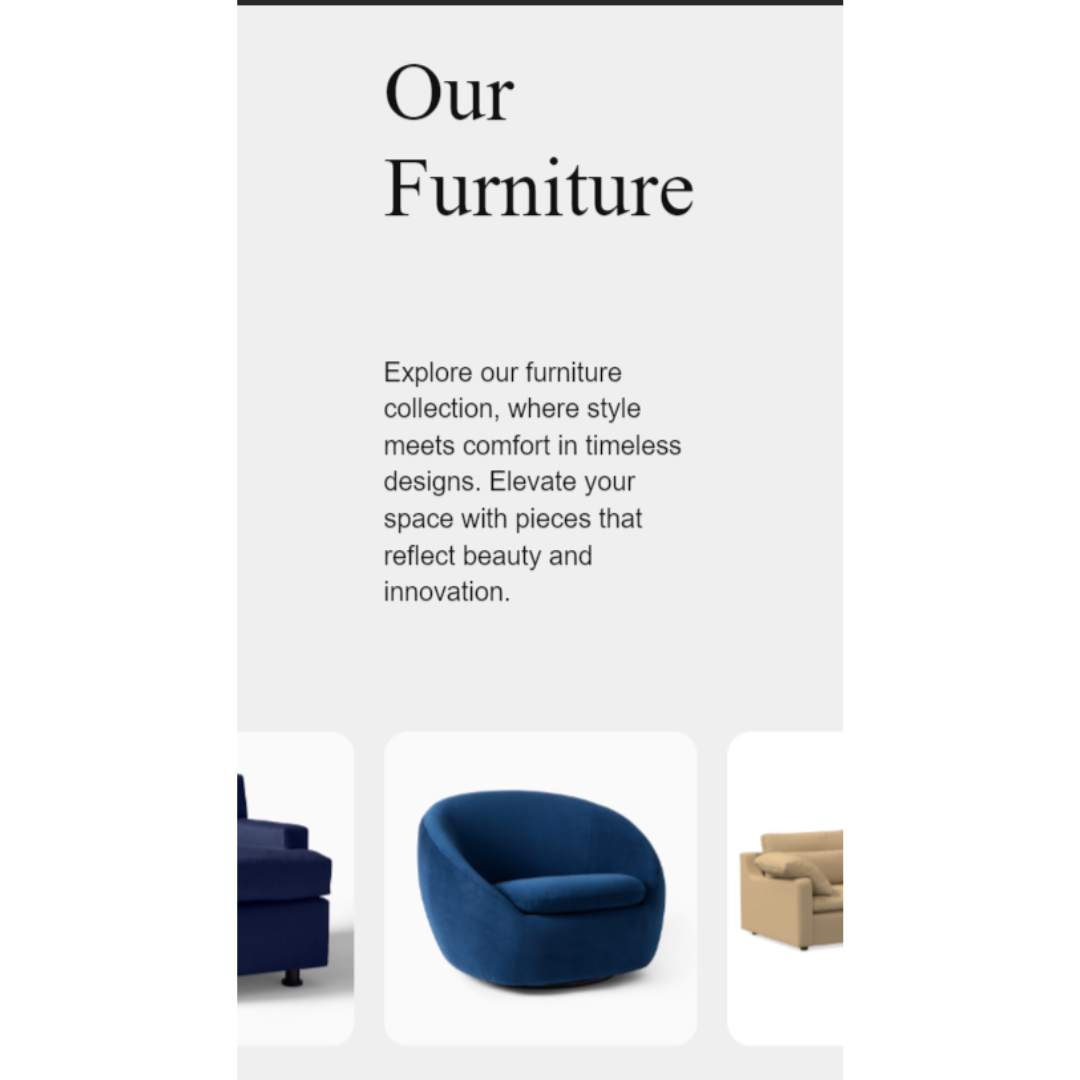 Our
Furniture
Explore our furniture
collection, where style
meets comfort in timeless
designs. Elevate your
space with pieces that
reflect beauty and
innovation.